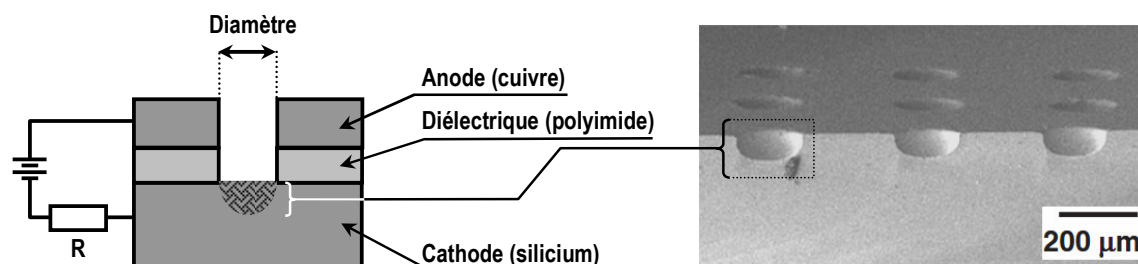 Diamètre
Anode (cuivre)
Diélectrique (polyimide)
R
Cathode (silicium)
200 μm